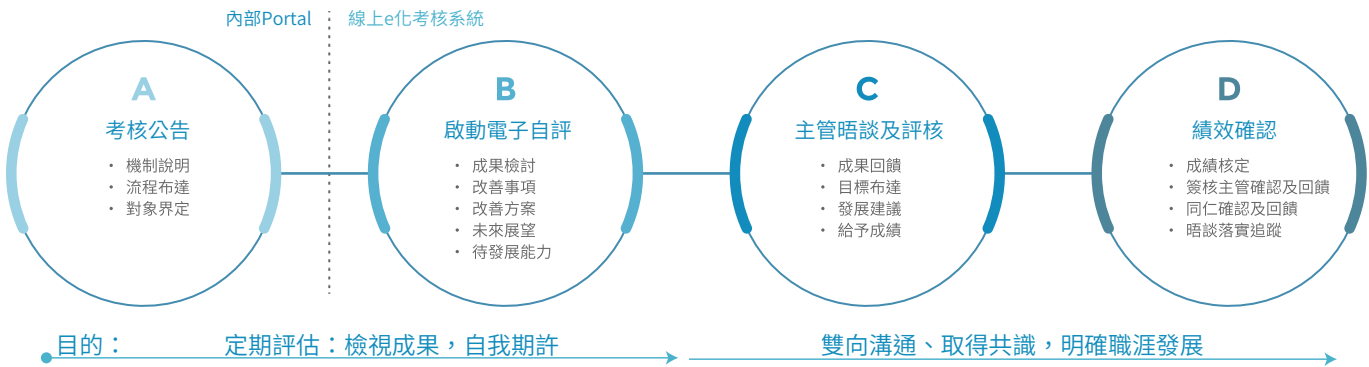 內部Portal
線上e化考核系統
A
考核公告
• 機制說明
• 流程布達
• 對象界定
B
啟動電子自評
• 成果檢討
• 改善事項
• 改善方案
• 未來展望
• 待發展能力
C
主管晤談及評核
• 成果回饋
• 目標布達
• 發展建議
• 給予成績
D
績效確認
• 成績核定
• 簽核主管確認及回饋
• 同仁確認及回饋
• 晤談落實追蹤
目的：
定期評估：檢視成果，自我期許
雙向溝通、取得共識，明確職涯發展